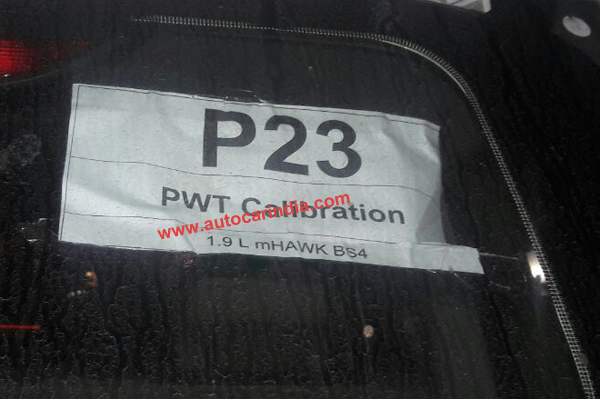 P23
PWT Calibration
www.autocarindia.com
1.9 L mHAWK BS4